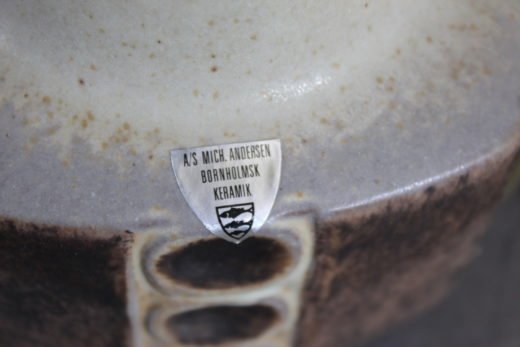 A/S MICH. ANDERSEN
BORNHOLMSK
KERAMIK